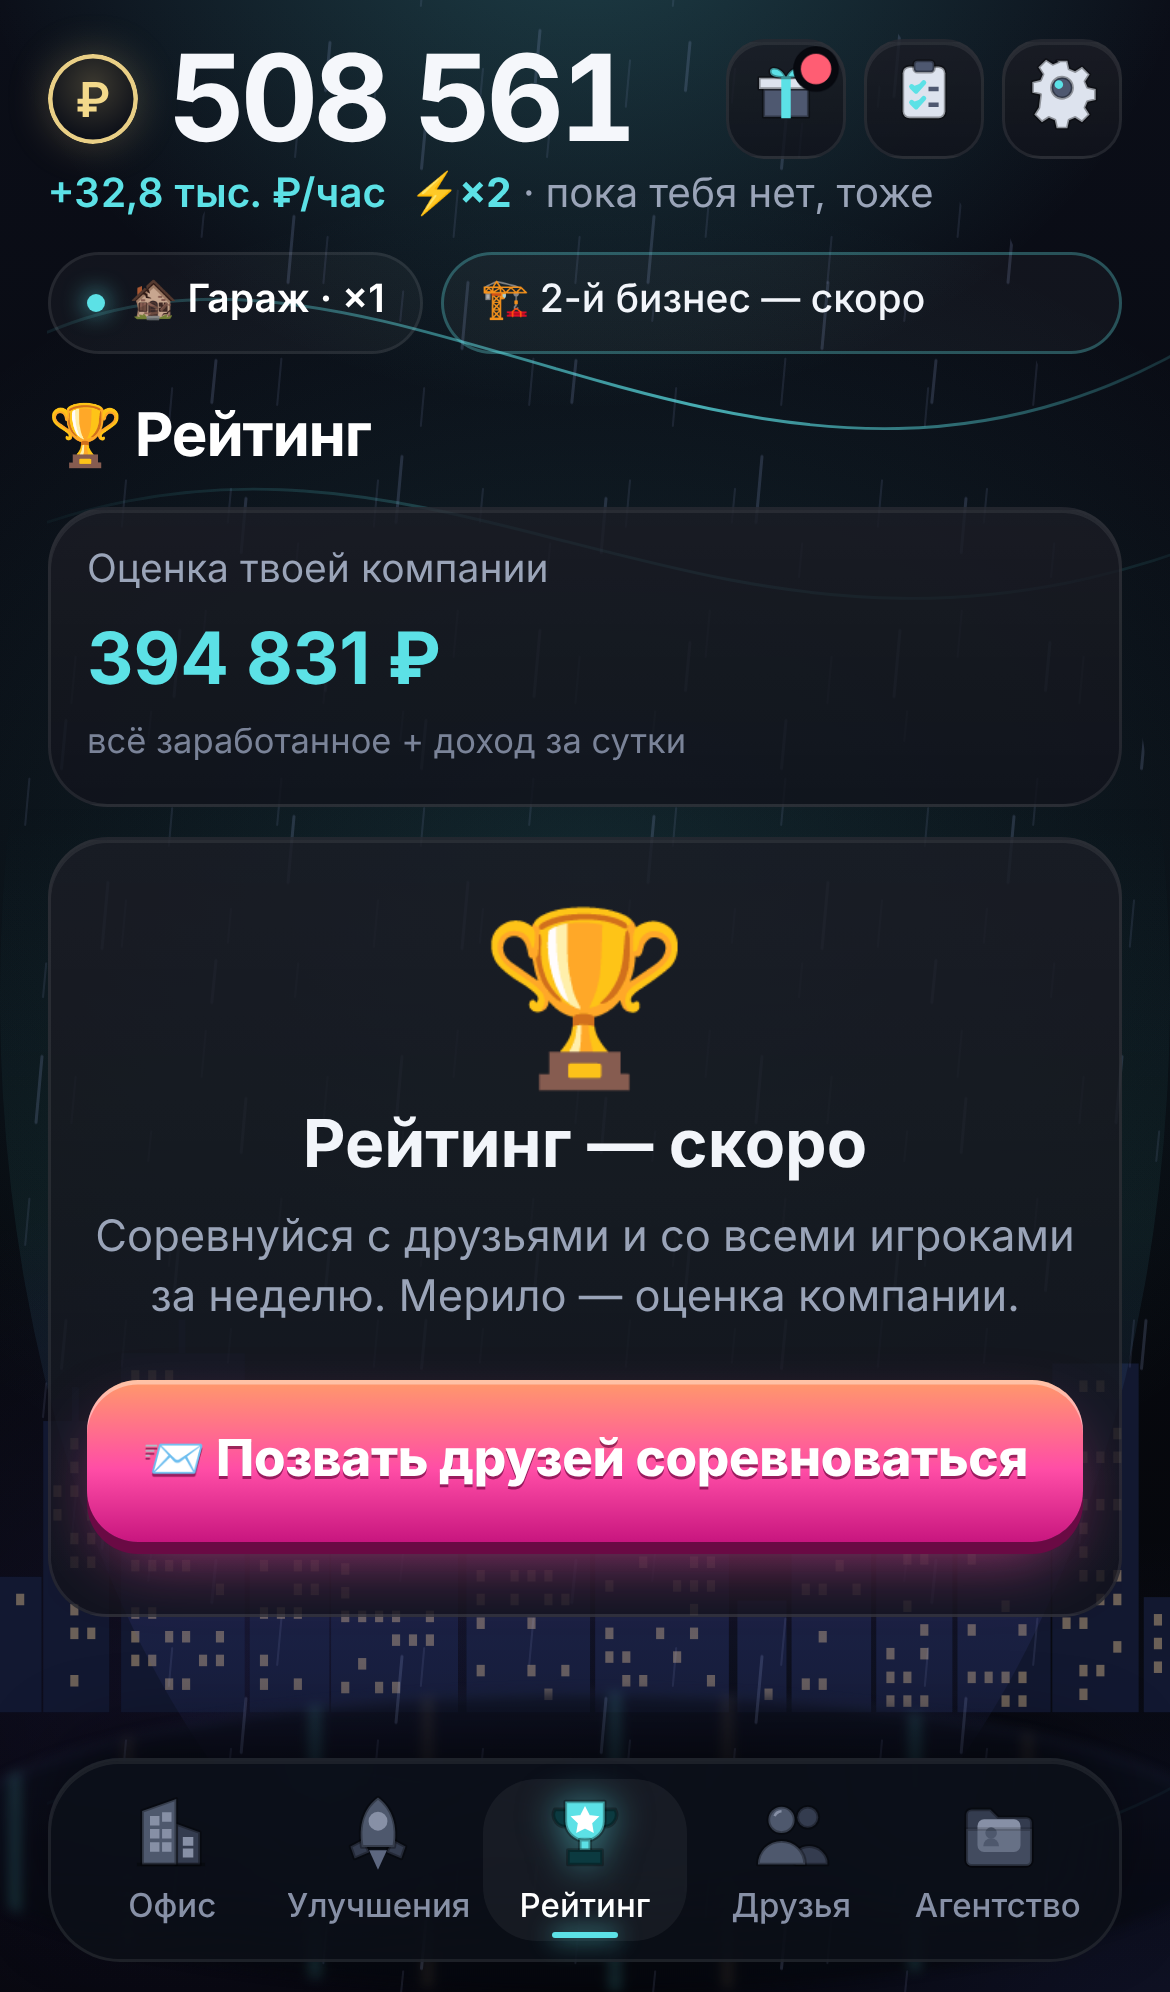 ₽ 508 561
+32,8 тыс. ₽/час ⚡×2 · пока тебя нет, тоже
Гараж · ×1
2-й бизнес — скоро
Рейтинг
Оценка твоей компании
394 831 ₽
всё заработанное + доход за сутки
Рейтинг — скоро
Соревнуйся с друзьями и со всеми игроками
за неделю. Мерило — оценка компании.
Позвать друзей соревноваться
Офис
Улучшения
Рейтинг
Друзья
Агентство